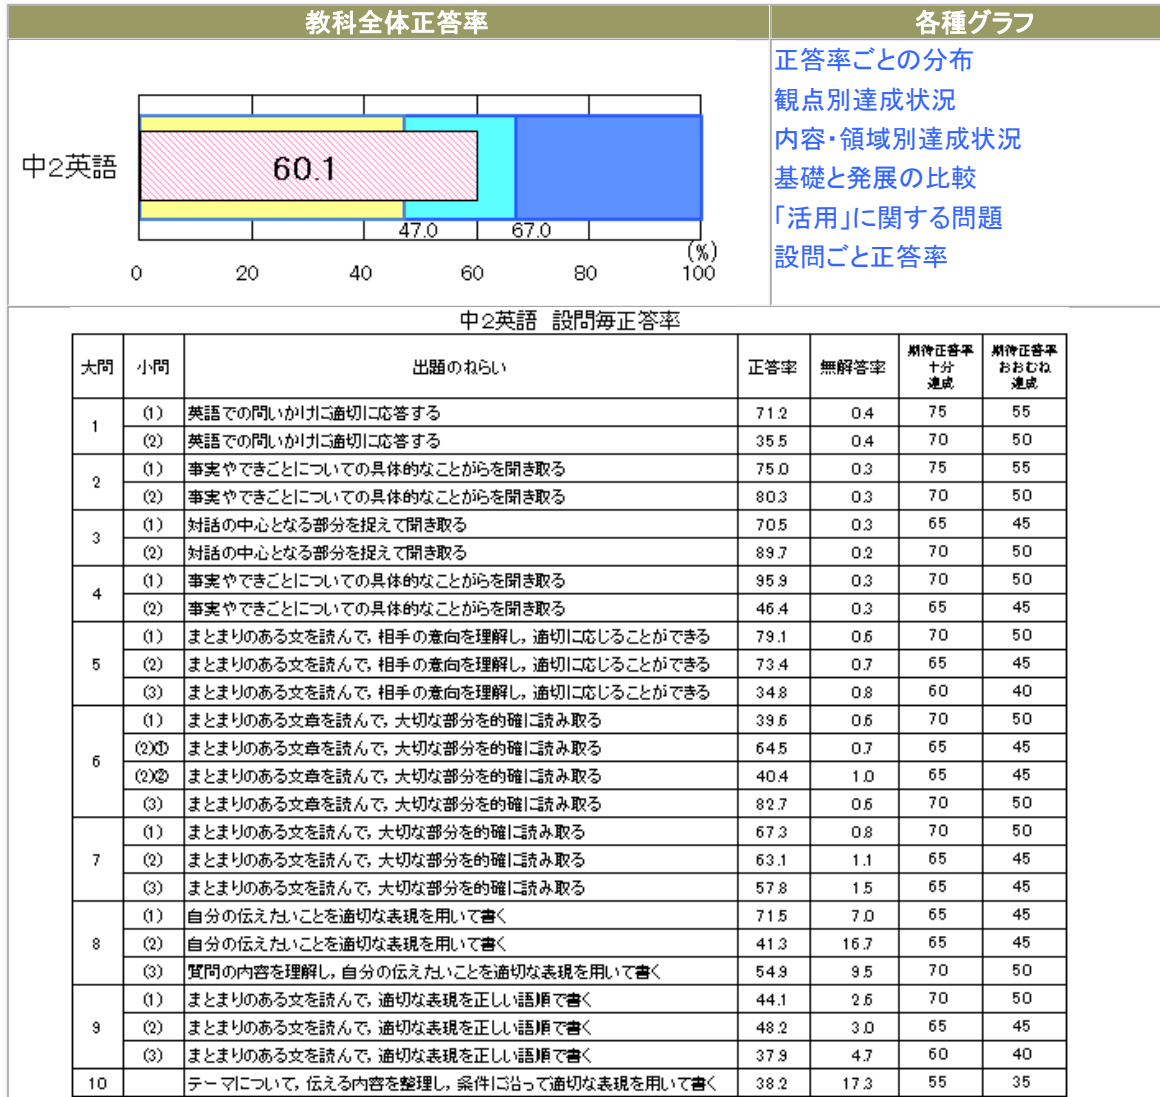 教科全体正答率
各種グラフ
中2英語
60.1
47.0
67.0
(%)
0 20 40 60 80 100
正答率ごとの分布
観点別達成状況
内容・領域別達成状況
基礎と発展の比較
「活用」に関する問題
設問ごと正答率
中2英語 設問毎正答率
大問 小問 出題のねらい 正答率 無解答率 期待正答率十分達成 期待正答率おおむね達成
1 (1) 英語での問いかけに適切に応答する 71.2 0.4 75 55
(2) 英語での問いかけに適切に応答する 35.5 0.4 70 50
2 (1) 事実やできごとについての具体的なことがらを聞き取る 75.0 0.3 75 55
(2) 事実やできごとについての具体的なことがらを聞き取る 80.3 0.3 70 50
3 (1) 対話の中心となる部分を捉えて聞き取る 70.5 0.3 65 45
(2) 対話の中心となる部分を捉えて聞き取る 89.7 0.2 70 50
4 (1) 事実やできごとについての具体的なことがらを聞き取る 95.9 0.3 70 50
(2) 事実やできごとについての具体的なことがらを聞き取る 46.4 0.3 65 45
5 (1) まとまりのある文を読んで,相手の意向を理解し,適切に応じることができる 79.1 0.6 70 50
(2) まとまりのある文を読んで,相手の意向を理解し,適切に応じることができる 73.4 0.7 65 45
(3) まとまりのある文を読んで,相手の意向を理解し,適切に応じることができる 34.8 0.8 60 40
6 (1) まとまりのある文章を読んで,大切な部分を的確に読み取る 39.6 0.6 70 50
(2)① まとまりのある文章を読んで,大切な部分を的確に読み取る 64.5 0.7 65 45
(2)② まとまりのある文章を読んで,大切な部分を的確に読み取る 40.4 1.0 65 45
(3) まとまりのある文章を読んで,大切な部分を的確に読み取る 82.7 0.6 70 50
7 (1) まとまりのある文を読んで,大切な部分を的確に読み取る 67.3 0.8 70 50
(2) まとまりのある文を読んで,大切な部分を的確に読み取る 63.1 1.1 65 45
(3) まとまりのある文を読んで,大切な部分を的確に読み取る 57.8 1.5 65 45
8 (1) 自分の伝えたいことを適切な表現を用いて書く 71.5 7.0 65 45
(2) 自分の伝えたいことを適切な表現を用いて書く 41.3 16.7 65 45
(3) 質問の内容を理解し,自分の伝えたいことを適切な表現を用いて書く 54.9 9.5 70 50
9 (1) まとまりのある文を読んで,適切な表現を正しい語順で書く 44.1 2.6 70 50
(2) まとまりのある文を読んで,適切な表現を正しい語順で書く 48.2 3.0 65 45
(3) まとまりのある文を読んで,適切な表現を正しい語順で書く 37.9 4.7 60 40
10 テーマについて,伝える内容を整理し,条件に沿って適切な表現を用いて書く 38.2 17.3 55 35